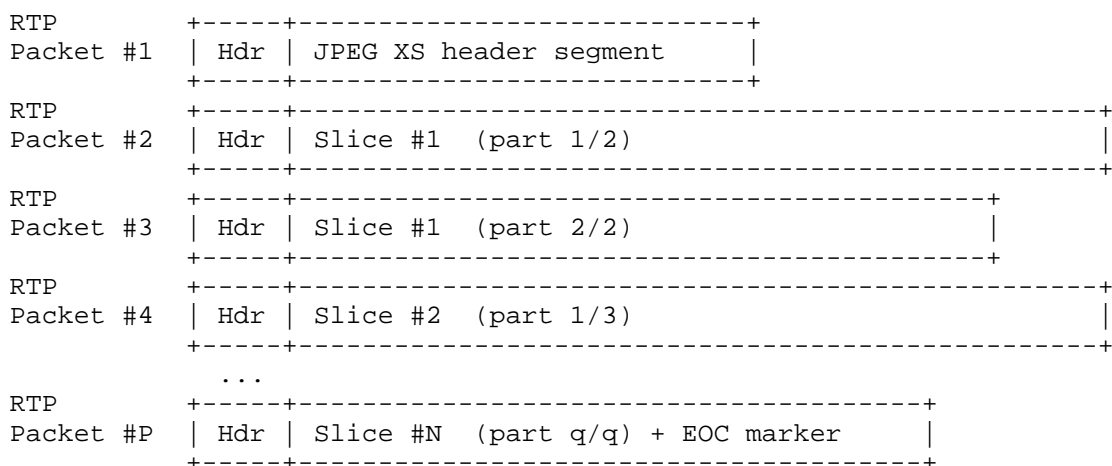 RTP +-----+----------------------------+
Packet #1 | Hdr | JPEG XS header segment |
+-----+----------------------------+
RTP +-----+--------------------------------------------------+
Packet #2 | Hdr | Slice #1 (part 1/2) |
+-----+--------------------------------------------------+
RTP +-----+-------------------------------------------+
Packet #3 | Hdr | Slice #1 (part 2/2) |
+-----+-------------------------------------------+
RTP +-----+--------------------------------------------------+
Packet #4 | Hdr | Slice #2 (part 1/3) |
+-----+--------------------------------------------------+
...
RTP +-----+---------------------------------------+
Packet #P | Hdr | Slice #N (part q/q) + EOC marker |
+-----+---------------------------------------+